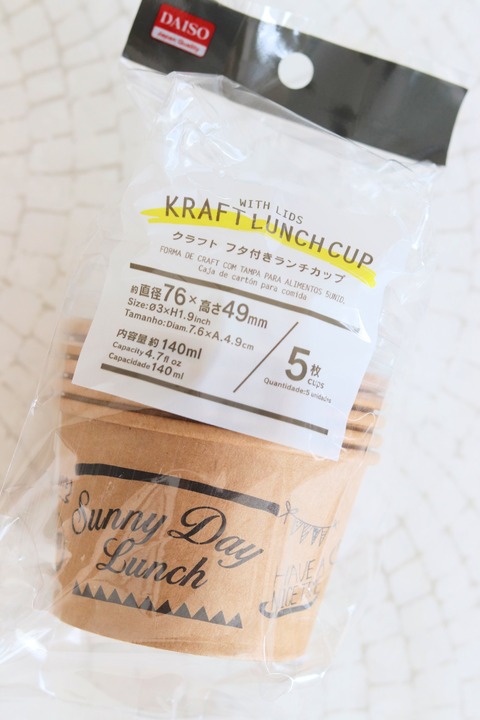 DAISO
Japan Quality
WITH LIDS
KRAFT LUNCH CUP
クラフト フタ付きランチカップ
FORMA DE CRAFT COM TAMPA PARA ALIMENTOS 5UNID.
Caja de cartón para comida
約直径76×高さ49mm
Size:ø3×H1.9inch
Tamanho:Diam.7.6×A.4.9cm
内容量 約140ml
Capacity 4.7fl oz
Capacidade 140ml
5枚
cups
Quantidade:5 unidades
Sunny Day
Lunch
HAVE A
NICE